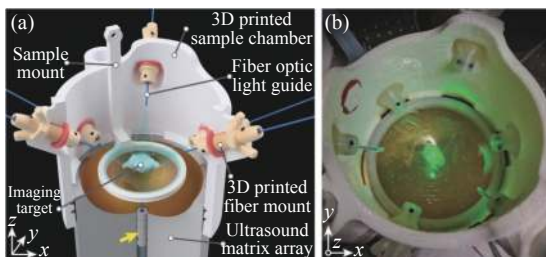 (a)
3D printed
sample chamber
Sample
mount
Fiber optic
light guide
Imaging
target
3D printed
fiber mount
Ultrasound
matrix array
z
y
x
(b)
y
z
x